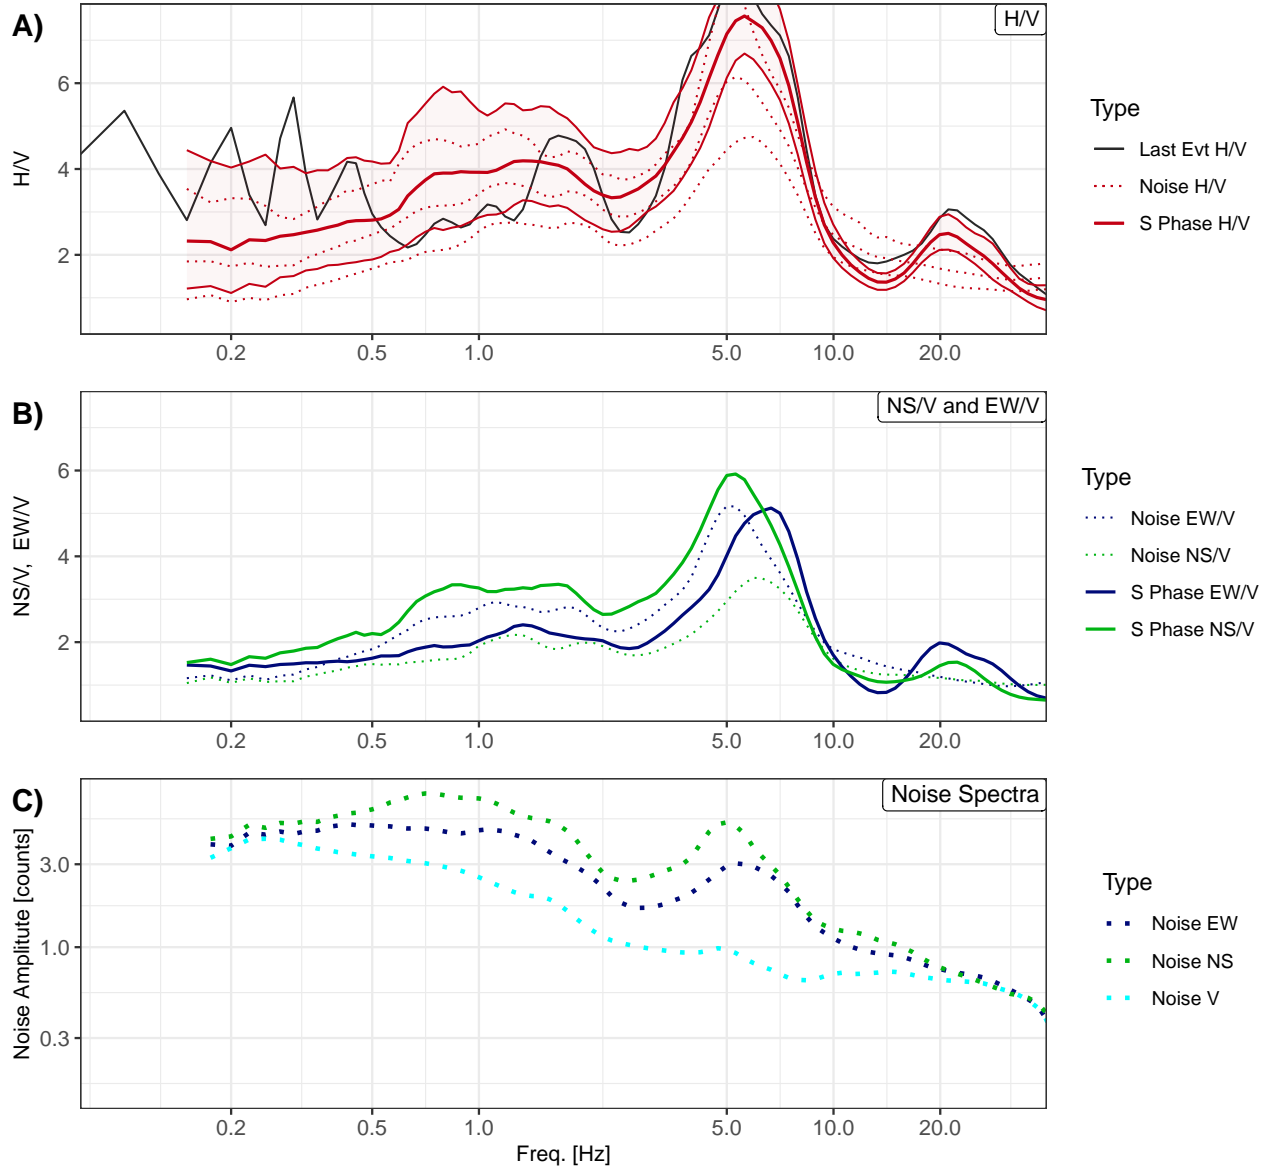 A)
H/V
H/V
6
4
2
0.2 0.5 1.0 5.0 10.0 20.0
Type
Last Evt H/V
Noise H/V
S Phase H/V
B)
NS/V and EW/V
NS/V, EW/V
6
4
2
0.2 0.5 1.0 5.0 10.0 20.0
Type
Noise EW/V
Noise NS/V
S Phase EW/V
S Phase NS/V
C)
Noise Spectra
Noise Amplitute [counts]
3.0
1.0
0.3
0.2 0.5 1.0 5.0 10.0 20.0
Freq. [Hz]
Type
Noise EW
Noise NS
Noise V